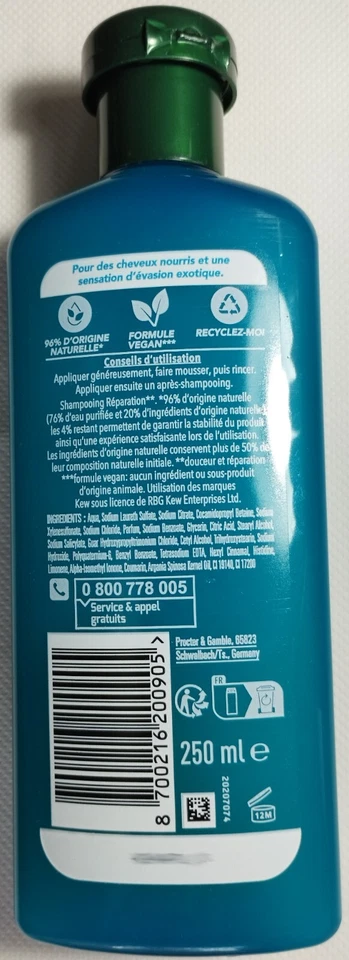 Pour des cheveux nourris et une
sensation d'évasion exotique.
96% D'ORIGINE
NATURELLE*
FORMULE
VEGAN***
RECYCLEZ-MOI
Conseils d'utilisation
Appliquer généreusement, faire mousser, puis rincer.
Appliquer ensuite un après-shampooing.
Shampooing Réparation**. *96% d'origine naturelle
(76% d'eau purifiée et 20% d'ingrédients d'origine naturelle)
les 4% restant permettent de garantir la stabilité du produit
ainsi qu'une expérience satisfaisante lors de l'utilisation.
Les ingrédients d'origine naturelle conservent plus de 50% de
leur composition naturelle initiale. **douceur et réparation
***formule vegan: aucun ingrédient ou sous-produit
d'origine animale. Utilisation des marques
Kew sous licence de RBG Kew Enterprises Ltd.
INGREDIENTS : Aqua, Sodium Laureth Sulfate, Sodium Citrate, Cocamidopropyl Betaine, Sodium
Xylenesulfonate, Sodium Chloride, Parfum, Sodium Benzoate, Glycerin, Citric Acid, Stearyl Alcohol,
Sodium Salicylate, Guar Hydroxypropyltrimonium Chloride, Cetyl Alcohol, Trihydroxystearin, Sodium
Hydroxide, Polyquaternium-6, Benzyl Benzoate, Tetrasodium EDTA, Hexyl Cinnamal, Histidine,
Limonene, Alpha-Isomethyl Ionone, Coumarin, Argania Spinosa Kernel Oil, CI 19140, CI 17200
0 800 778 005
Service & appel
gratuits
Procter & Gamble, 65823
Schwalbach/Ts., Germany
FR
250 ml e
8 700216 200905 >
20207074
12M